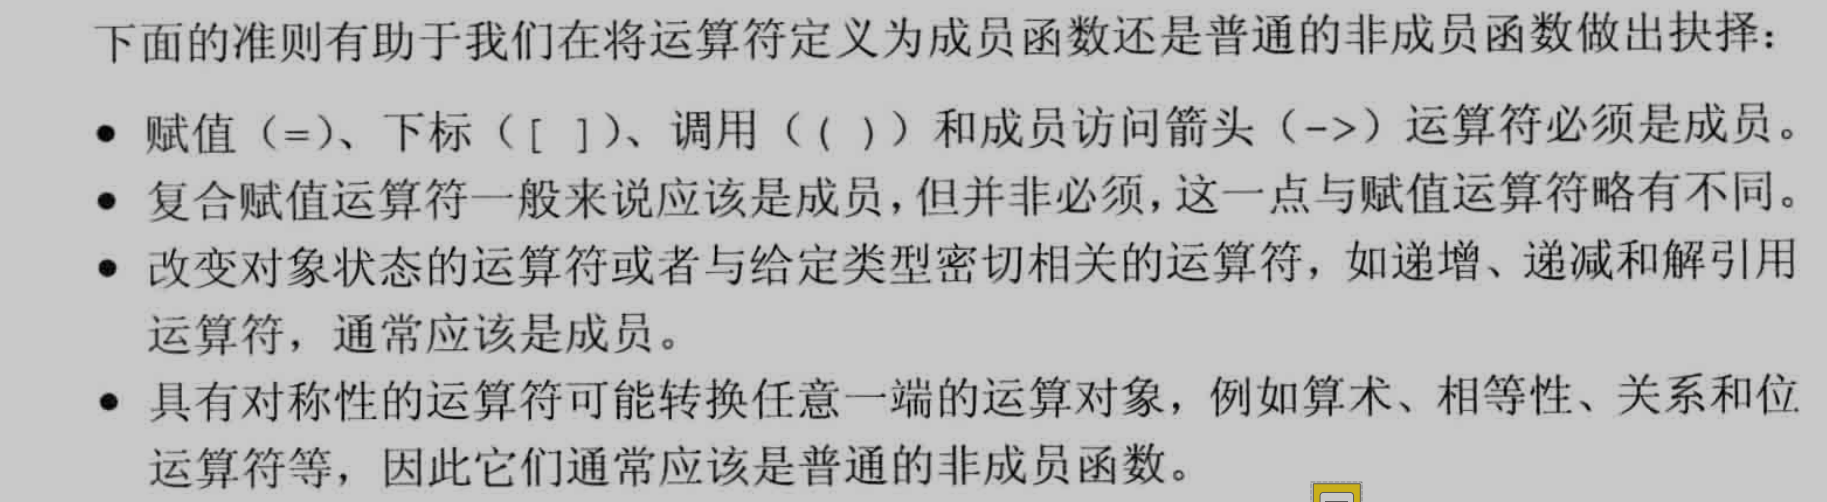 下面的准则有助于我们在将运算符定义为成员函数还是普通的非成员函数做出抉择：
● 赋值（=）、下标（[ ]）、调用（( )）和成员访问箭头（->）运算符必须是成员。
● 复合赋值运算符一般来说应该是成员，但并非必须，这一点与赋值运算符略有不同。
● 改变对象状态的运算符或者与给定类型密切相关的运算符，如递增、递减和解引用
运算符，通常应该是成员。
● 具有对称性的运算符可能转换任意一端的运算对象，例如算术、相等性、关系和位
运算符等，因此它们通常应该是普通的非成员函数。